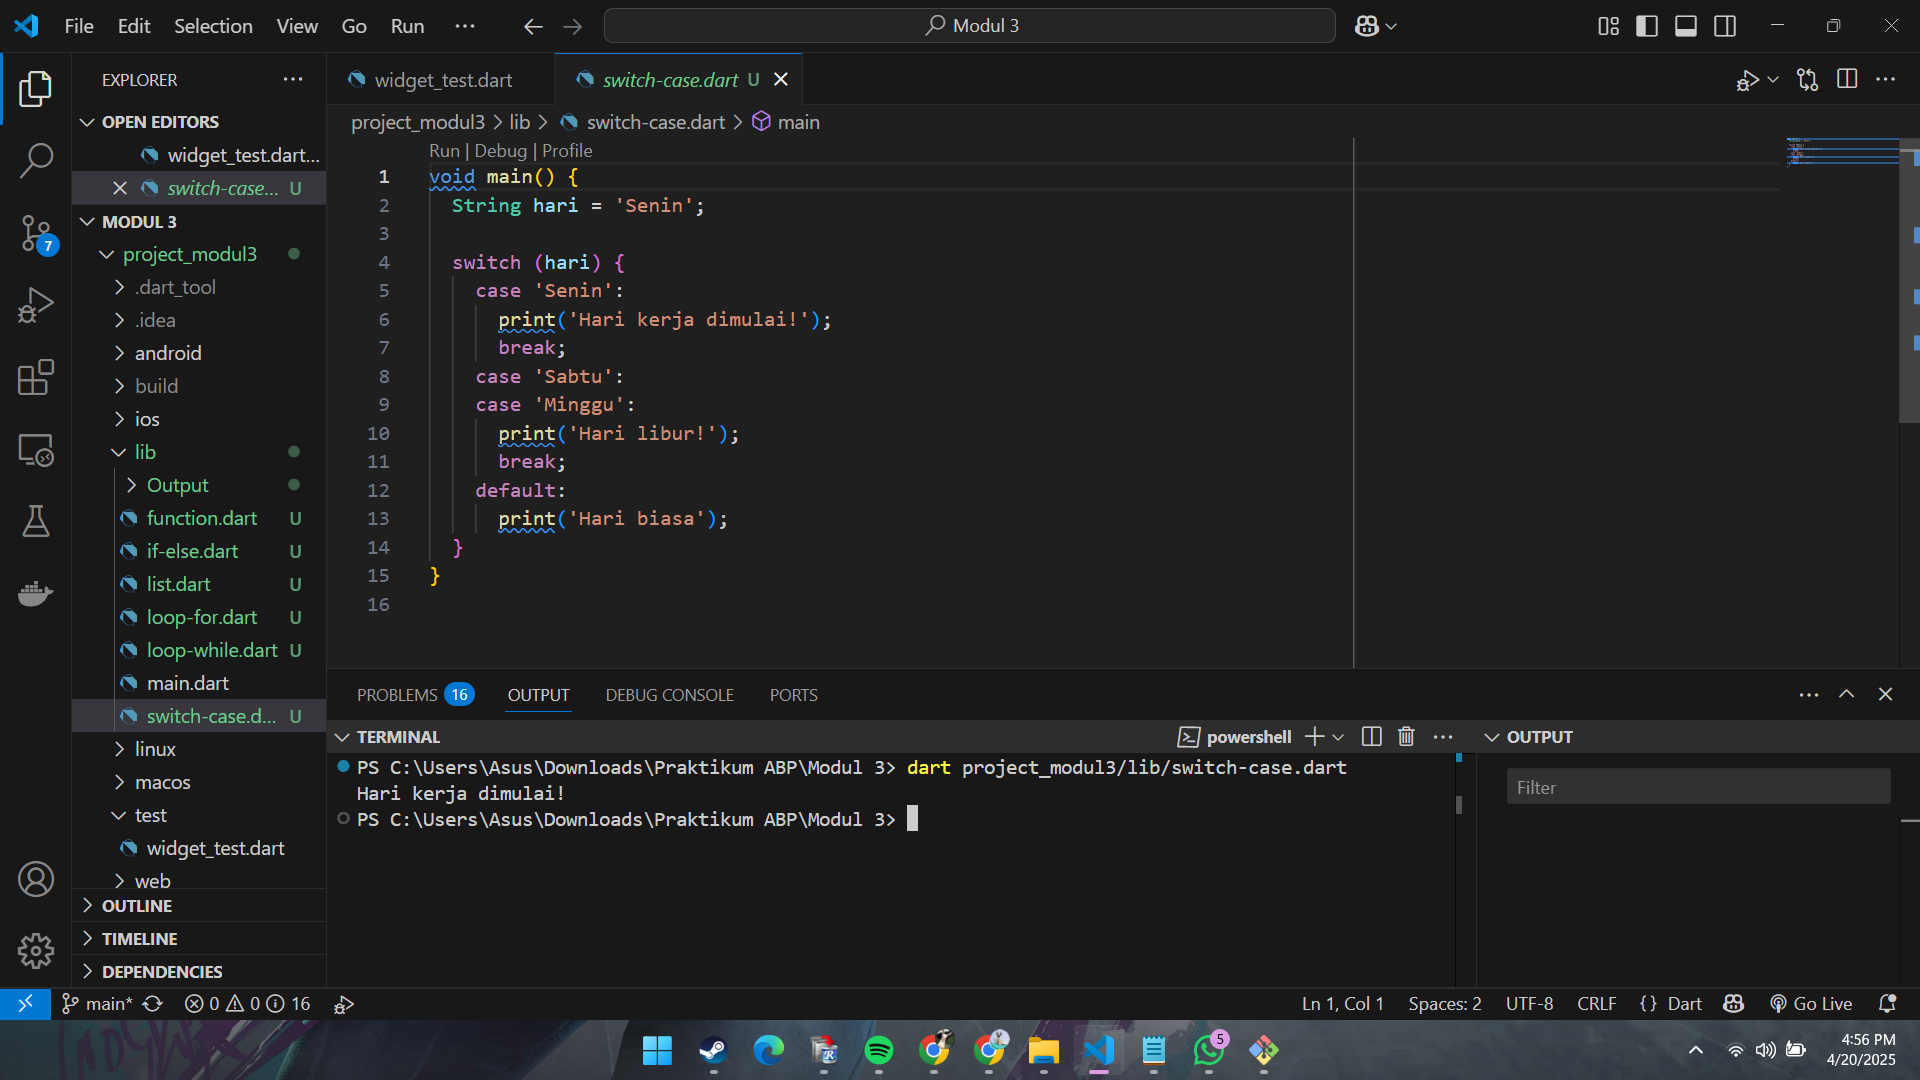 File Edit Selection View Go Run
Modul 3
EXPLORER
OPEN EDITORS
widget_test.dart...
switch-case... U
MODUL 3
project_modul3
.dart_tool
.idea
android
build
ios
lib
Output
function.dart U
if-else.dart U
list.dart U
loop-for.dart U
loop-while.dart U
main.dart
switch-case.d... U
linux
macos
test
widget_test.dart
web
OUTLINE
TIMELINE
DEPENDENCIES
7
widget_test.dart
switch-case.dart U
project_modul3 > lib > switch-case.dart > main
Run | Debug | Profile
1 void main() {
2 String hari = 'Senin';
3
4 switch (hari) {
5 case 'Senin':
6 print('Hari kerja dimulai!');
7 break;
8 case 'Sabtu':
9 case 'Minggu':
10 print('Hari libur!');
11 break;
12 default:
13 print('Hari biasa');
14 }
15 }
16
PROBLEMS 16 OUTPUT DEBUG CONSOLE PORTS
TERMINAL
powershell
PS C:\Users\Asus\Downloads\Praktikum ABP\Modul 3> dart project_modul3/lib/switch-case.dart
Hari kerja dimulai!
PS C:\Users\Asus\Downloads\Praktikum ABP\Modul 3>
OUTPUT
Filter
main* 0 0 16
Ln 1, Col 1 Spaces: 2 UTF-8 CRLF {} Dart Go Live
5
4:56 PM
4/20/2025